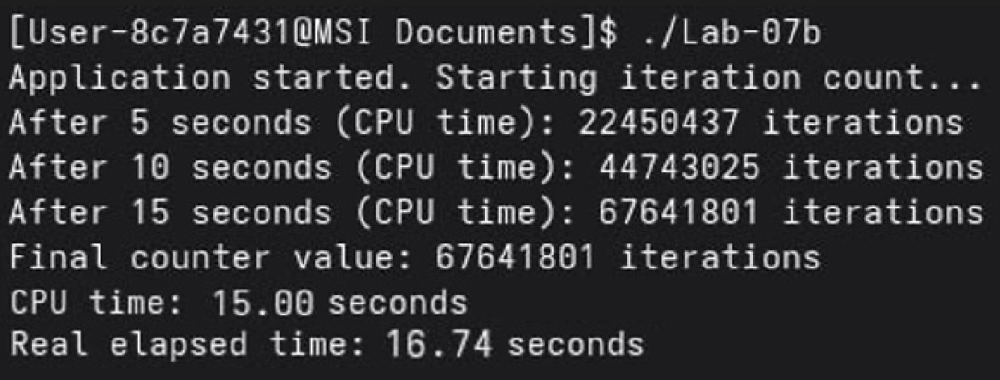 [User-8c7a7431@MSI Documents]$ ./Lab-07b
Application started. Starting iteration count...
After 5 seconds (CPU time): 22450437 iterations
After 10 seconds (CPU time): 44743025 iterations
After 15 seconds (CPU time): 67641801 iterations
Final counter value: 67641801 iterations
CPU time: 15.00 seconds
Real elapsed time: 16.74 seconds